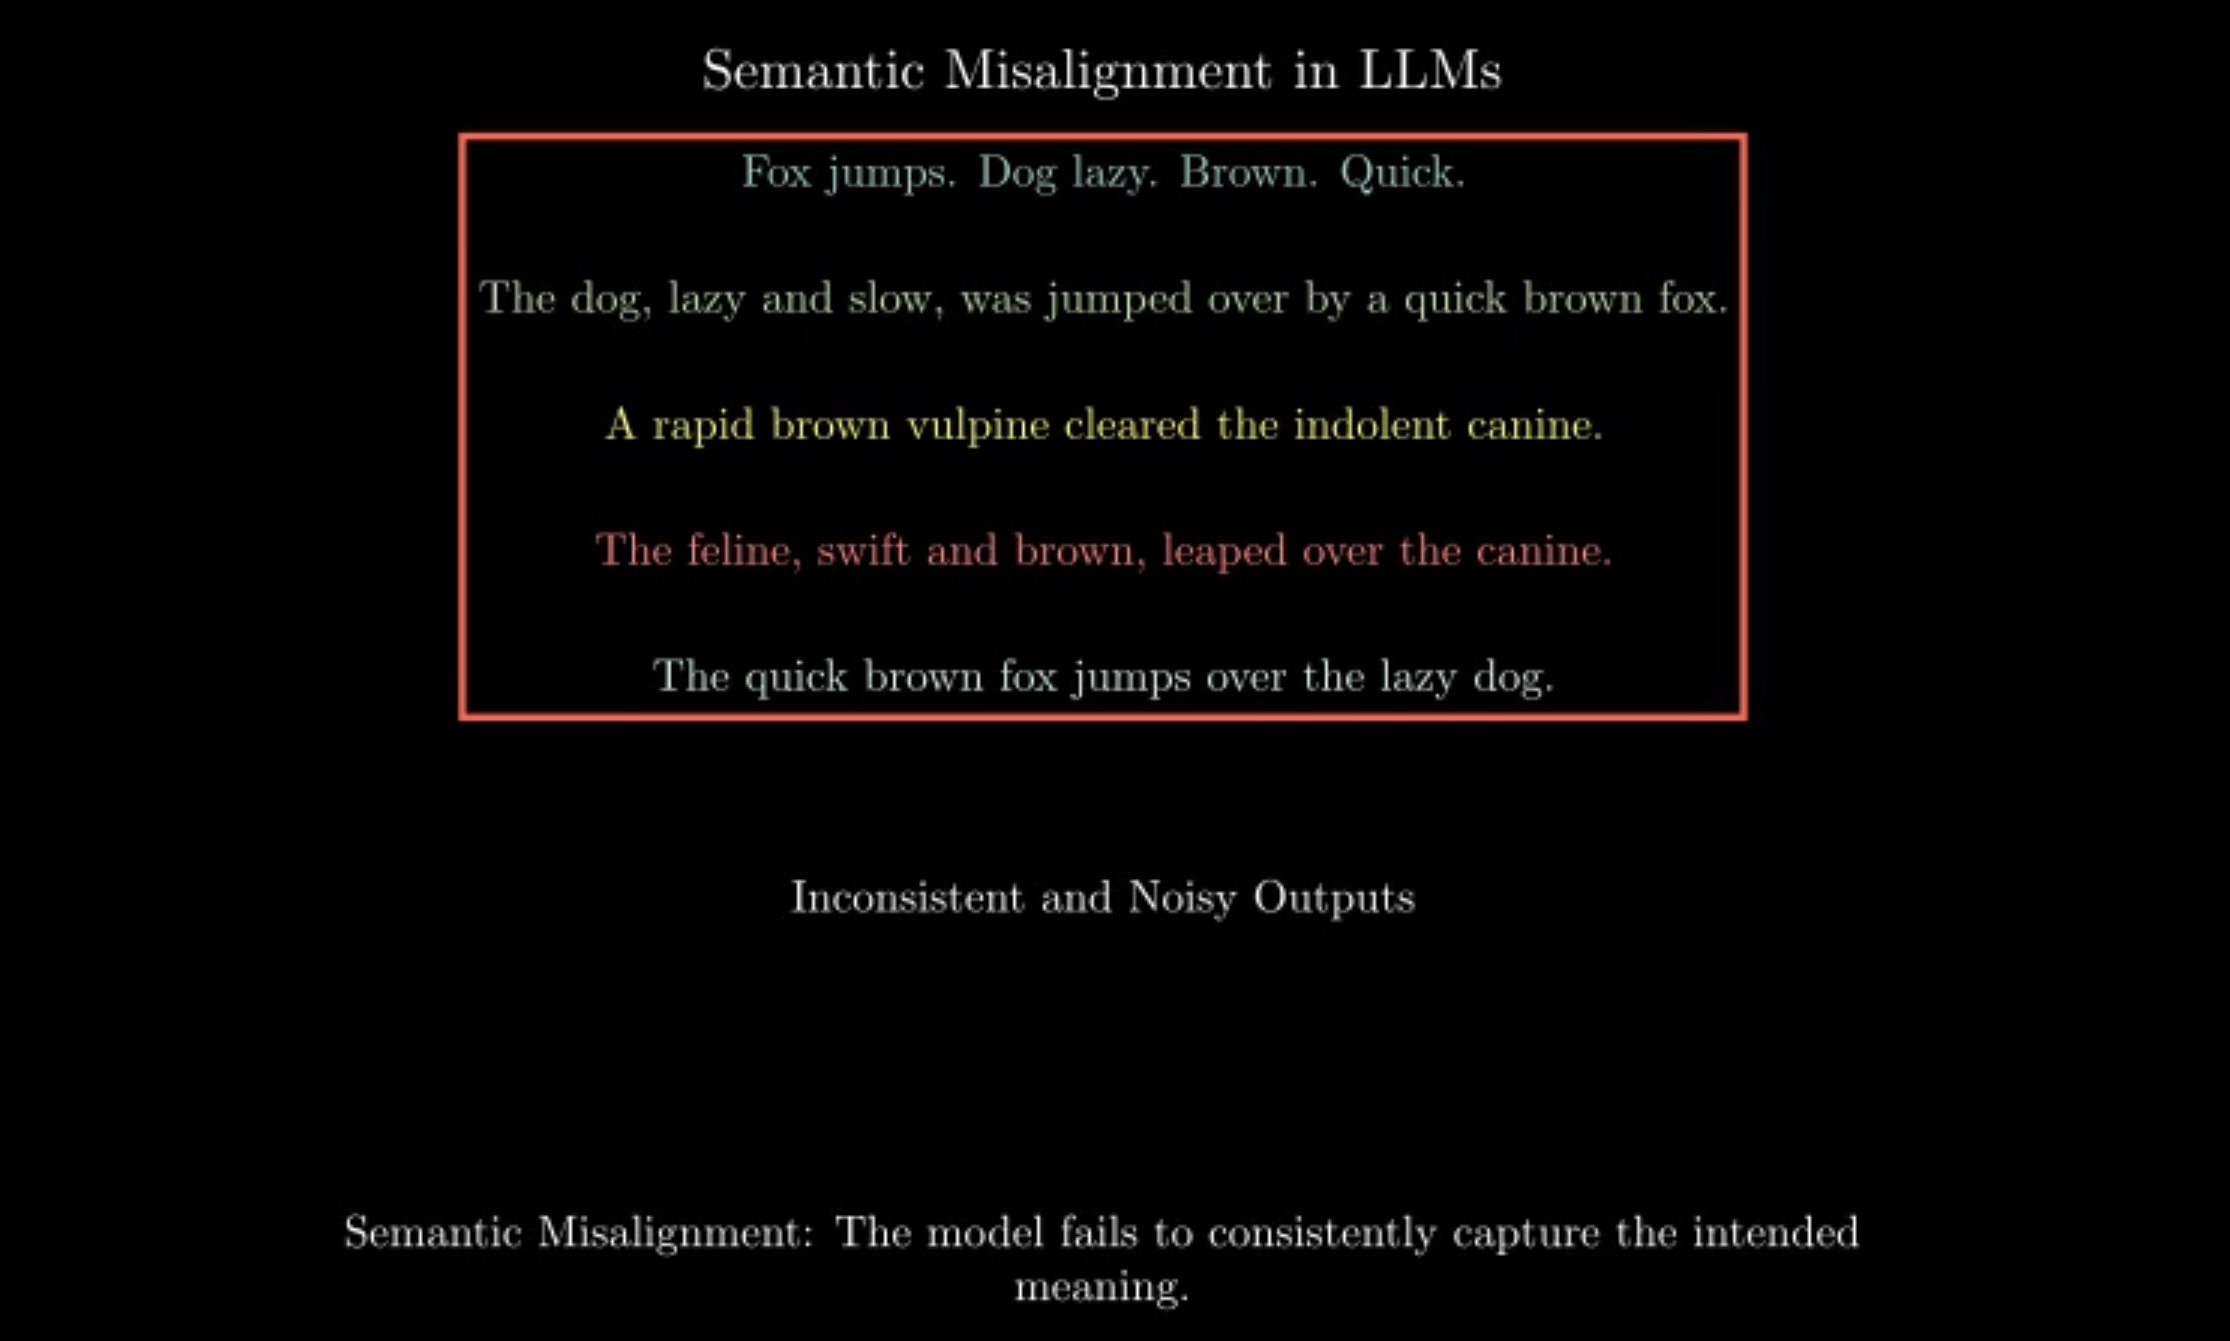 Semantic Misalignment in LLMs
Fox jumps. Dog lazy. Brown. Quick.
The dog, lazy and slow, was jumped over by a quick brown fox.
A rapid brown vulpine cleared the indolent canine.
The feline, swift and brown, leaped over the canine.
The quick brown fox jumps over the lazy dog.
Inconsistent and Noisy Outputs
Semantic Misalignment: The model fails to consistently capture the intended
meaning.